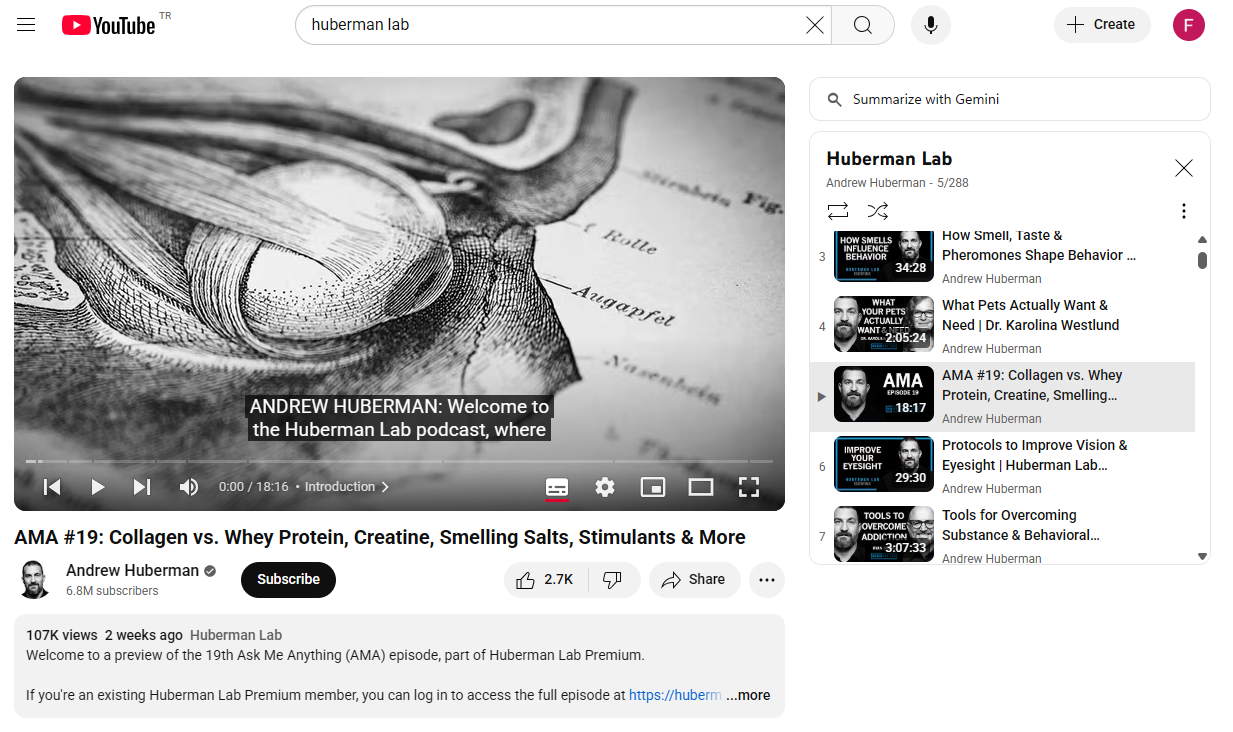 YouTube TR
huberman lab
Create
F
f Rolle
Augapfel
Nasenbein
Fig.
ANDREW HUBERMAN: Welcome to
the Huberman Lab podcast, where
0:00 / 18:16 • Introduction
AMA #19: Collagen vs. Whey Protein, Creatine, Smelling Salts, Stimulants & More
Andrew Huberman
6.8M subscribers
Subscribe
2.7K
Share
107K views 2 weeks ago Huberman Lab
Welcome to a preview of the 19th Ask Me Anything (AMA) episode, part of Huberman Lab Premium.
If you're an existing Huberman Lab Premium member, you can log in to access the full episode at https://huberm ...more
Summarize with Gemini
Huberman Lab
Andrew Huberman - 5/288
3
HOW SMELLS
INFLUENCE
BEHAVIOR
HUBERMAN LAB
34:28
How Smell, Taste &
Pheromones Shape Behavior ...
Andrew Huberman
4
WHAT
YOUR PETS
ACTUALLY
WANT & NEED
2:05:24
What Pets Actually Want &
Need | Dr. Karolina Westlund
Andrew Huberman
AMA
EPISODE 19
18:17
AMA #19: Collagen vs. Whey
Protein, Creatine, Smelling...
Andrew Huberman
6
IMPROVE
YOUR
EYESIGHT
HUBERMAN LAB
29:30
Protocols to Improve Vision &
Eyesight | Huberman Lab...
Andrew Huberman
7
TOOLS TO
OVERCOME
ADDICTION
3:07:33
Tools for Overcoming
Substance & Behavioral...
Andrew Huberman